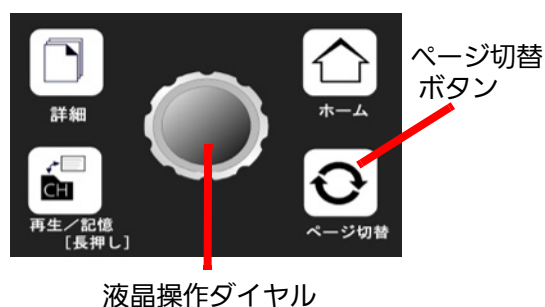 ページ切替
ボタン
詳細
ホーム
CH
再生／記憶
［長押し］
ページ切替
液晶操作ダイヤル